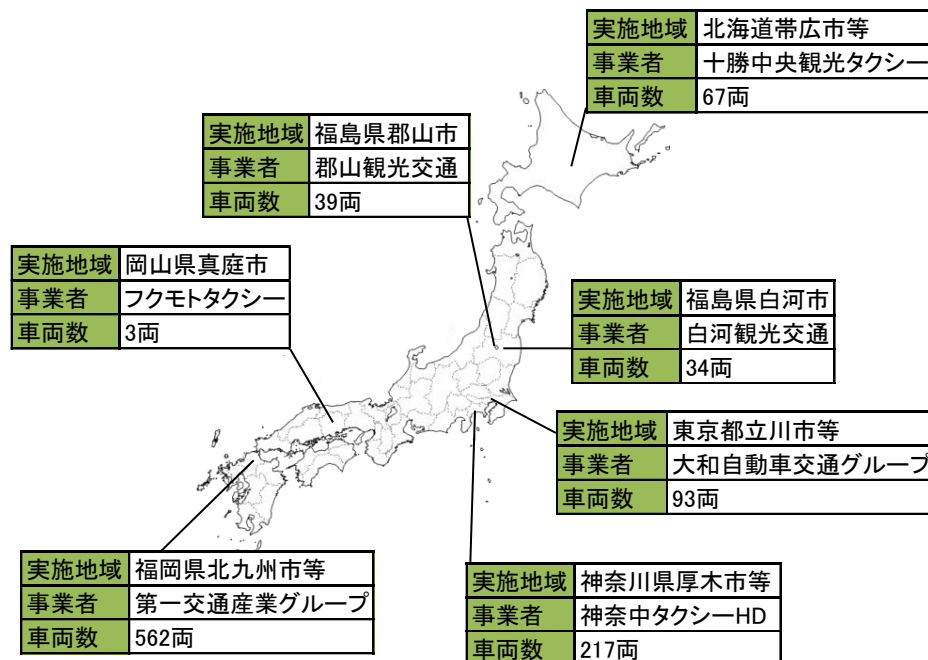 実施地域 北海道帯広市等
事業者 十勝中央観光タクシー
車両数 67両
実施地域 福島県郡山市
事業者 郡山観光交通
車両数 39両
実施地域 岡山県真庭市
事業者 フクモトタクシー
車両数 3両
実施地域 福島県白河市
事業者 白河観光交通
車両数 34両
実施地域 東京都立川市等
事業者 大和自動車交通グループ
車両数 93両
実施地域 福岡県北九州市等
事業者 第一交通産業グループ
車両数 562両
実施地域 神奈川県厚木市等
事業者 神奈中タクシーHD
車両数 217両